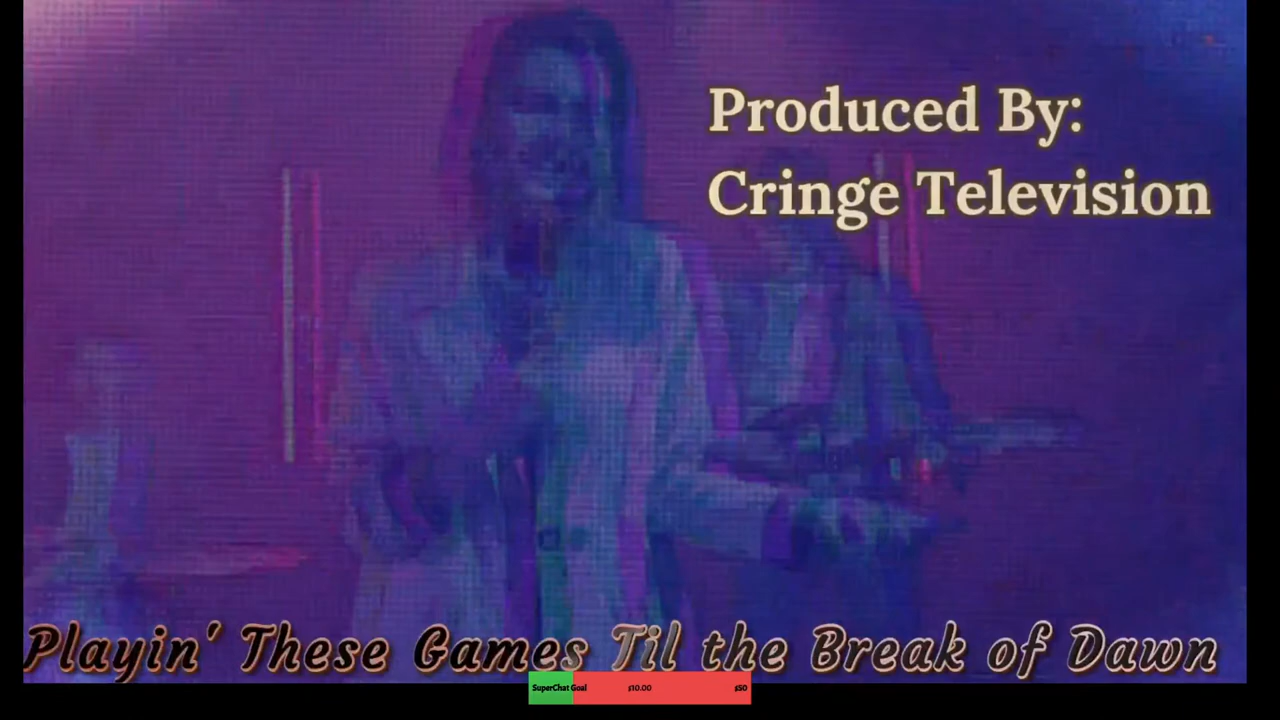 Produced By:
Cringe Television
Playin' These Games Til the Break of Dawn
SuperChat Goal $10.00 $50